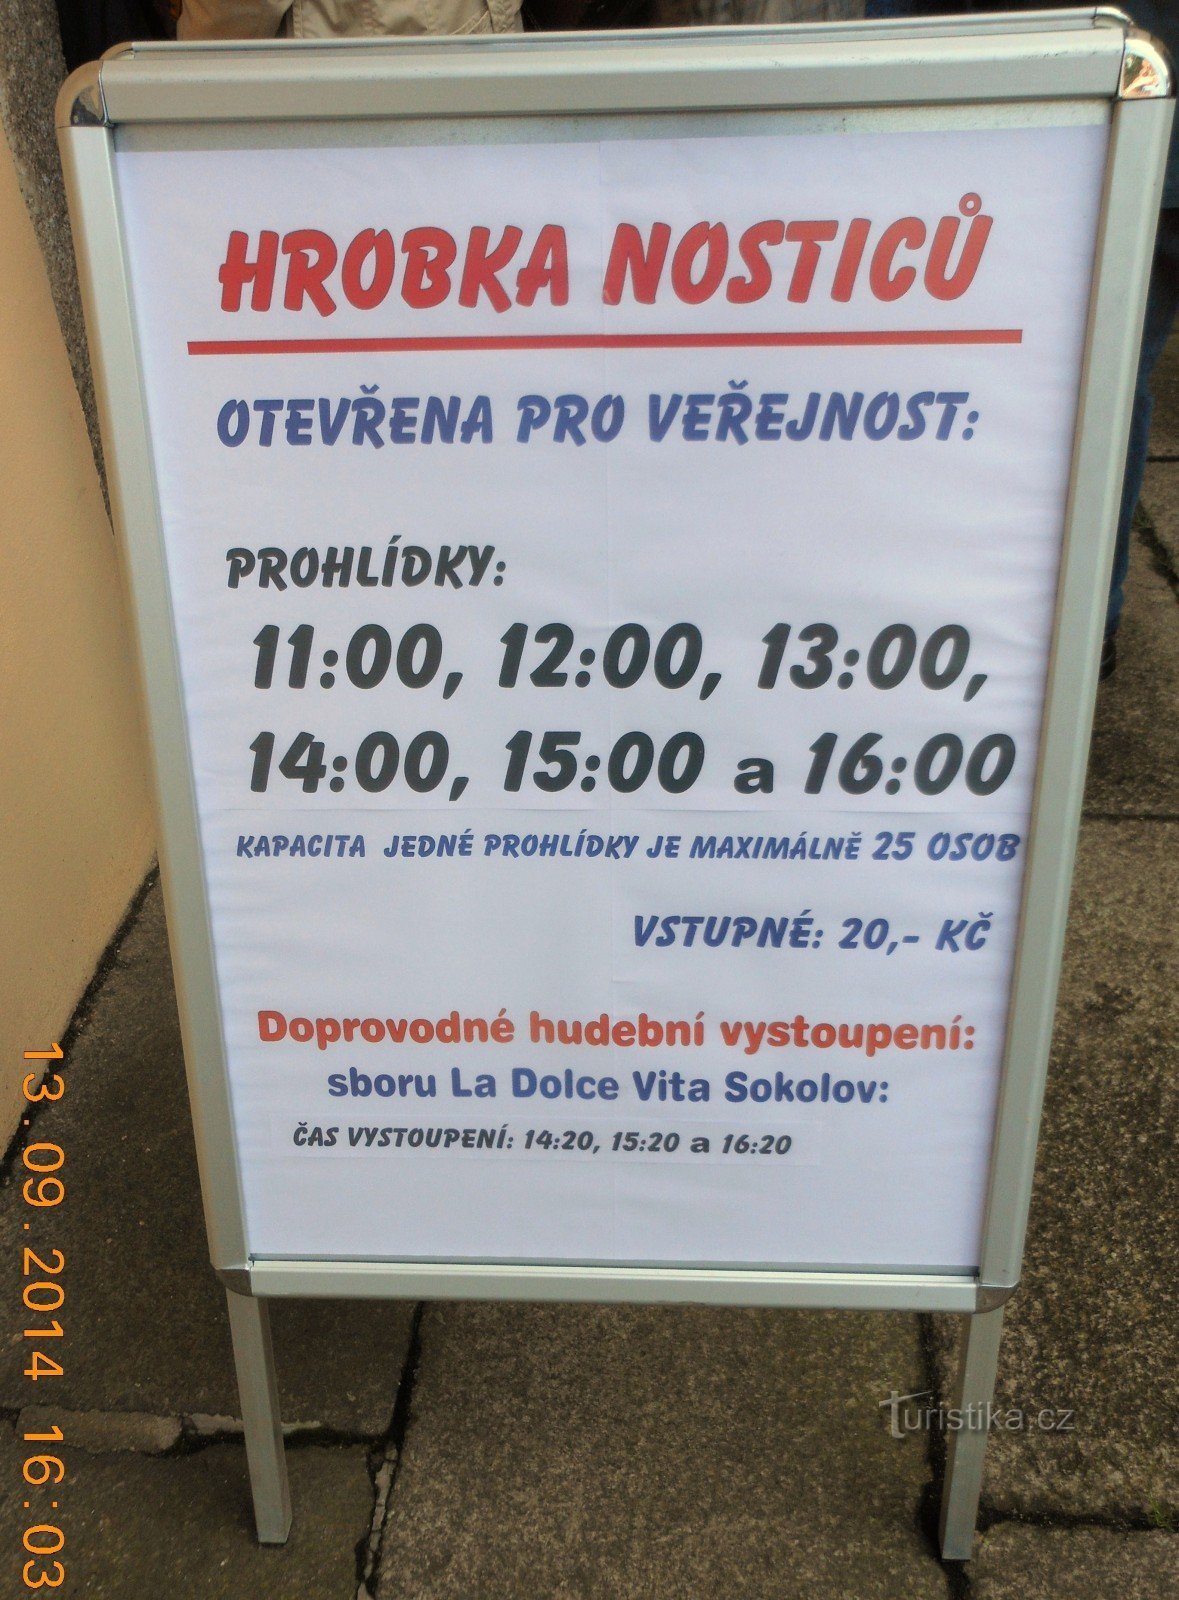 HROBKA NOSTICŮ
OTEVŘENA PRO VEŘEJNOST:
PROHLÍDKY:
11:00, 12:00, 13:00,
14:00, 15:00 a 16:00
KAPACITA JEDNÉ PROHLÍDKY JE MAXIMÁLNĚ 25 OSOB
VSTUPNÉ: 20,- KČ
Doprovodné hudební vystoupení:
sboru La Dolce Vita Sokolov:
ČAS VYSTOUPENÍ: 14:20, 15:20 a 16:20
13.09.2014 16:03
Turistika.cz